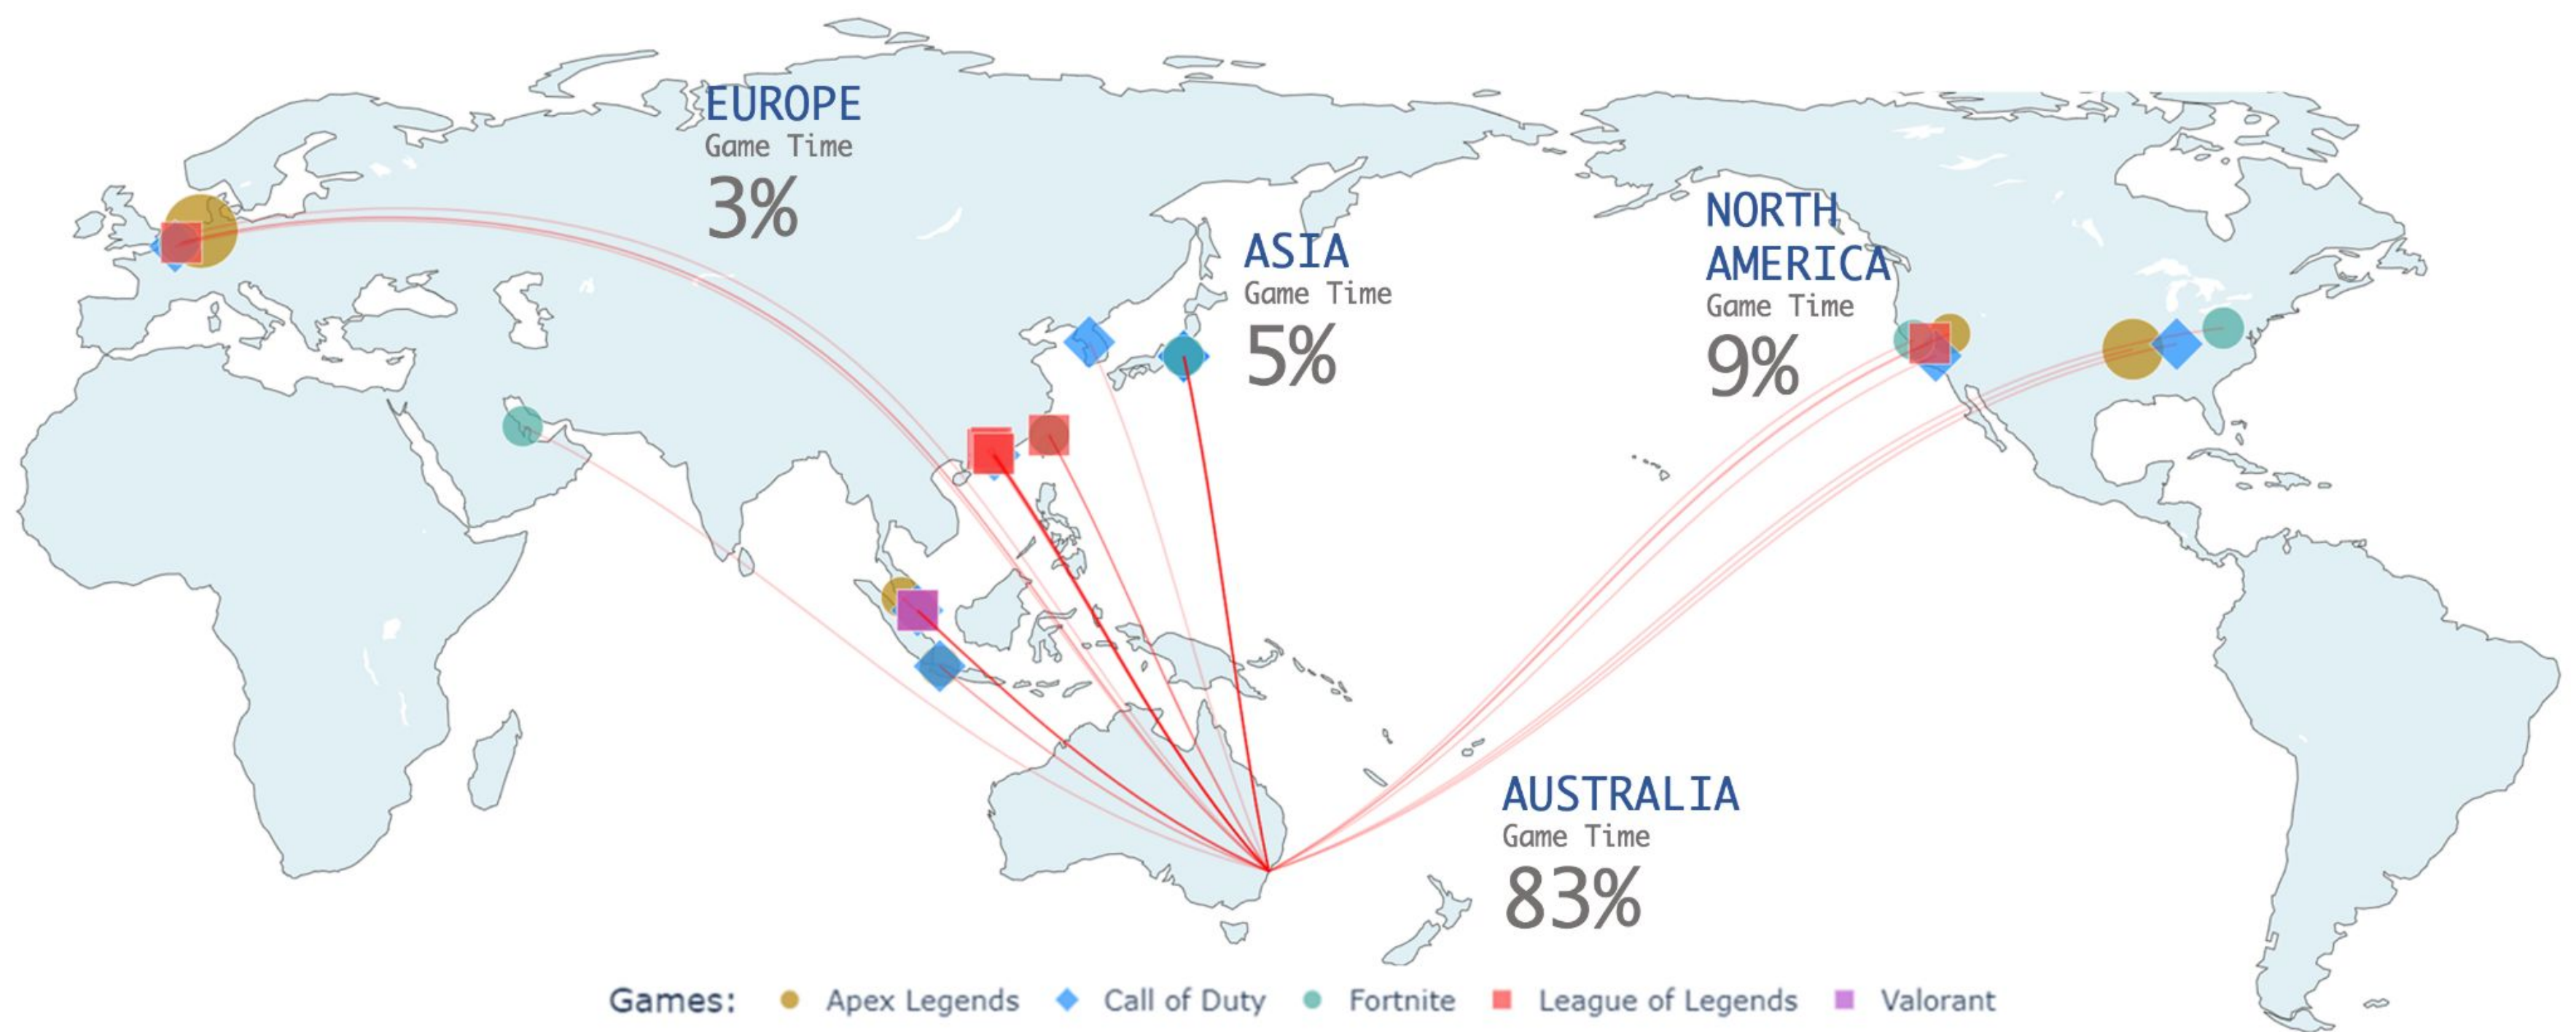 EUROPE
Game Time
3%
ASIA
Game Time
5%
NORTH
AMERICA
Game Time
9%
AUSTRALIA
Game Time
83%
Games: Apex Legends Call of Duty Fortnite League of Legends Valorant